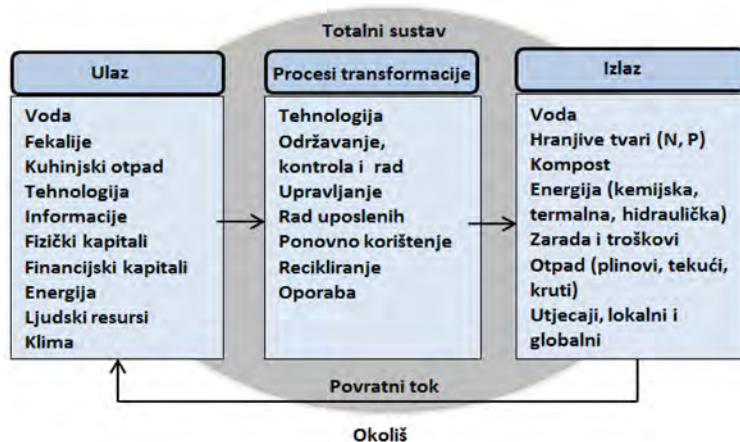 Totalni sustav
Ulaz
Voda
Fekalije
Kuhinjski otpad
Tehnologija
Informacije
Fizički kapitali
Financijski kapitali
Energija
Ljudski resursi
Klima
Procesi transformacije
Tehnologija
Održavanje,
kontrola i rad
Upravljanje
Rad uposlenih
Ponovno korištenje
Recikliranje
Oporaba
Izlaz
Voda
Hranjive tvari (N, P)
Kompost
Energija (kemijska,
termalna, hidraulička)
Zarada i troškovi
Otpad (plinovi, tekući,
kruti)
Utjecaji, lokalni i
globalni
Povratni tok
Okoliš